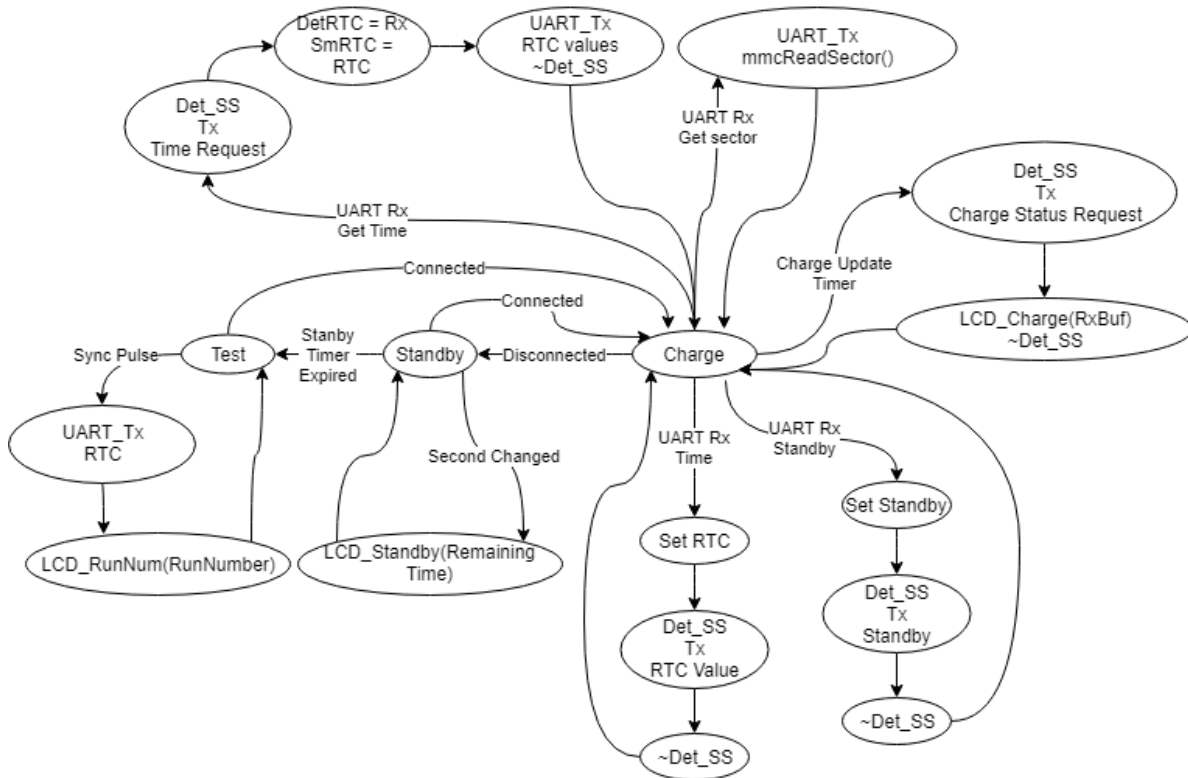 DetRTC = Rx
SmRTC =
RTC
UART_Tx
RTC values
~Det_SS
UART_Tx
mmcReadSector()
Det_SS
Tx
Time Request
UART Rx
Get sector
Det_SS
Tx
Charge Status Request
UART Rx
Get Time
Charge Update
Timer
Connected
Connected
LCD_Charge(RxBuf)
~Det_SS
Sync Pulse
Test
Stanby
Timer
Expired
Standby
Disconnected
Charge
UART_Tx
RTC
Second Changed
UART Rx
Time
UART Rx
Standby
LCD_RunNum(RunNumber)
LCD_Standby(Remaining
Time)
Set RTC
Set Standby
Det_SS
Tx
RTC Value
Det_SS
Tx
Standby
~Det_SS
~Det_SS